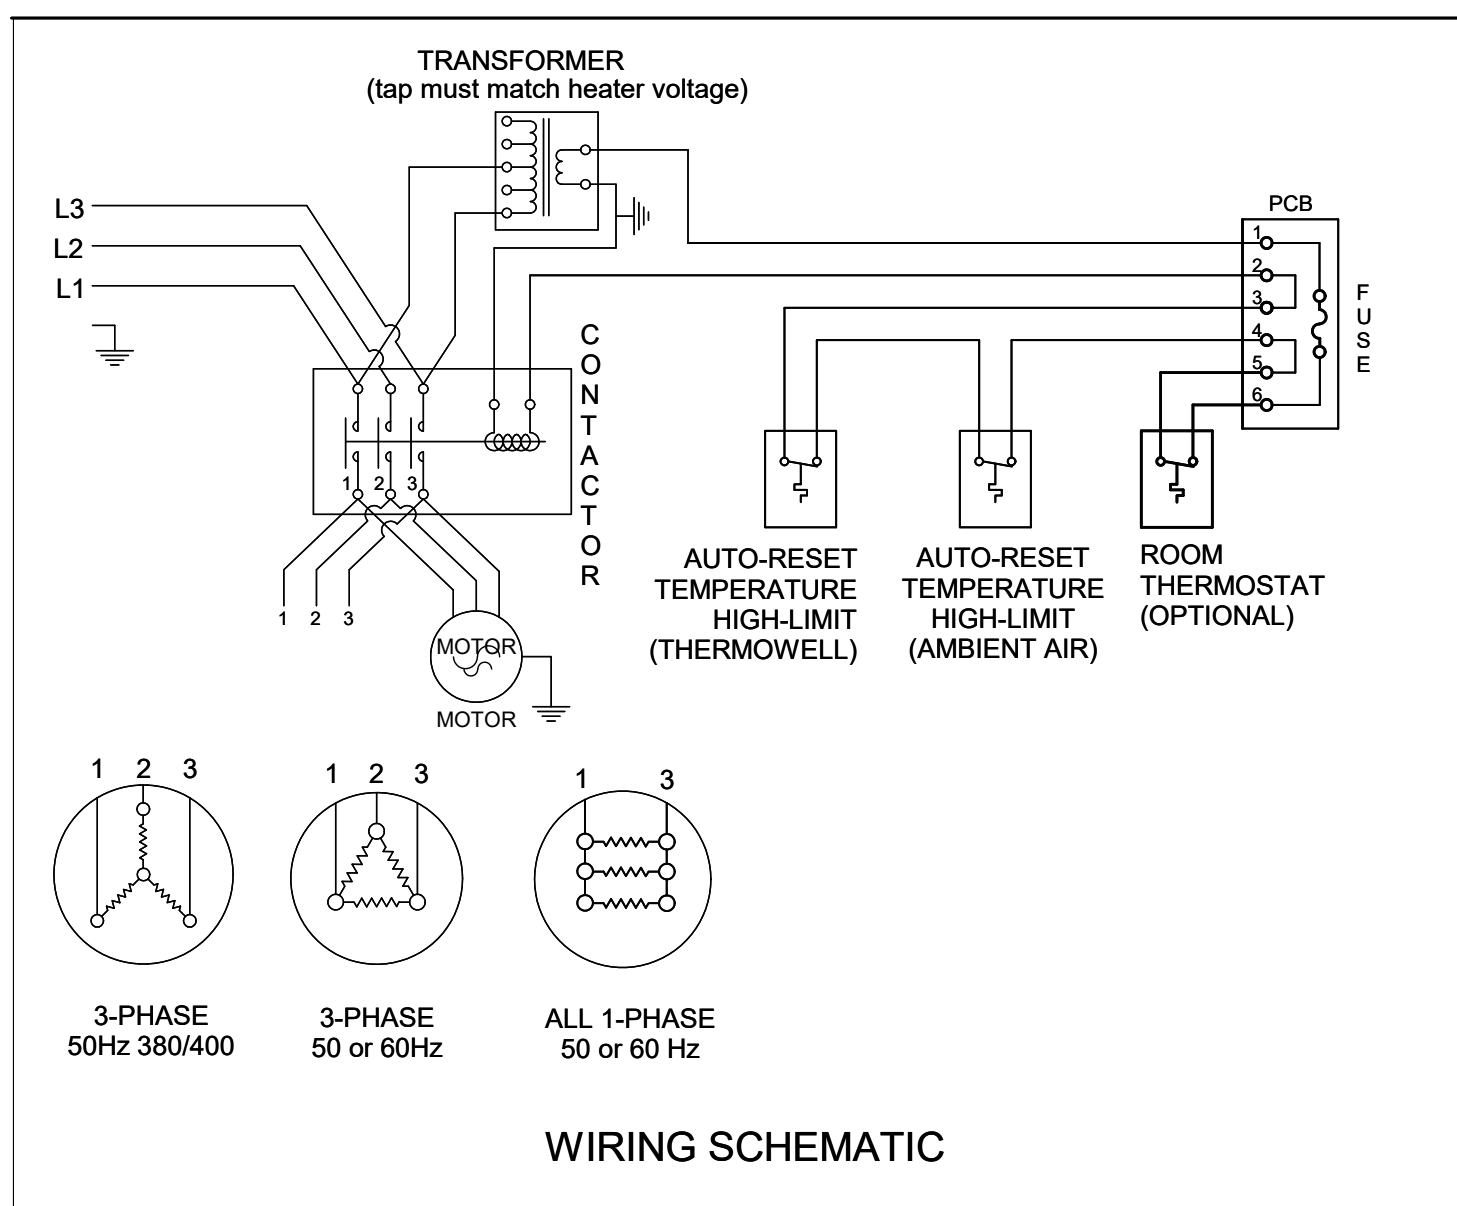 TRANSFORMER
(tap must match heater voltage)
L3
L2
L1
CONTACTOR
1 2 3
1 2 3
MOTOR
MOTOR
PCB
1
2
3
4
5
6
FUSE
AUTO-RESET
TEMPERATURE
HIGH-LIMIT
(THERMOWELL)
AUTO-RESET
TEMPERATURE
HIGH-LIMIT
(AMBIENT AIR)
ROOM
THERMOSTAT
(OPTIONAL)
1 2 3
3-PHASE
50Hz 380/400
1 2 3
3-PHASE
50 or 60Hz
1 3
ALL 1-PHASE
50 or 60 Hz
WIRING SCHEMATIC